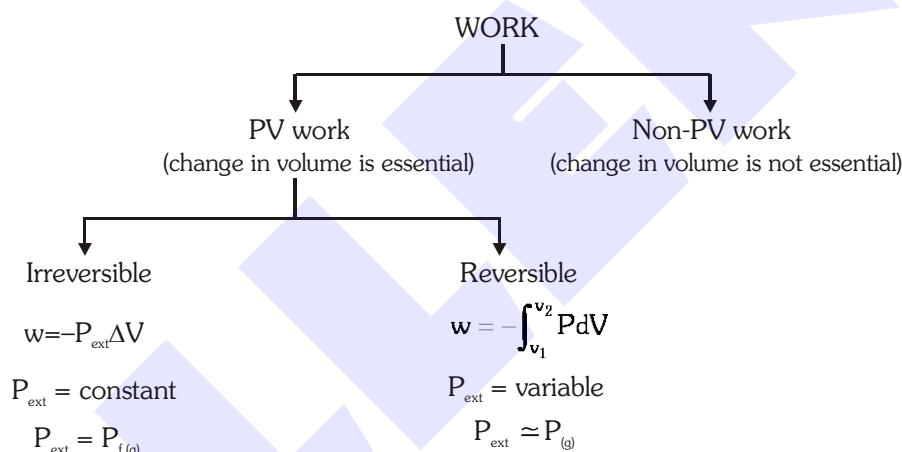 WORK
PV work
(change in volume is essential)
Non-PV work
(change in volume is not essential)
Irreversible
w=–P_ext ΔV
P_ext = constant
P_ext = P_f(g)
Reversible
w = –∫_{v₁}^{v₂} PdV
P_ext = variable
P_ext ≃ P_(g)